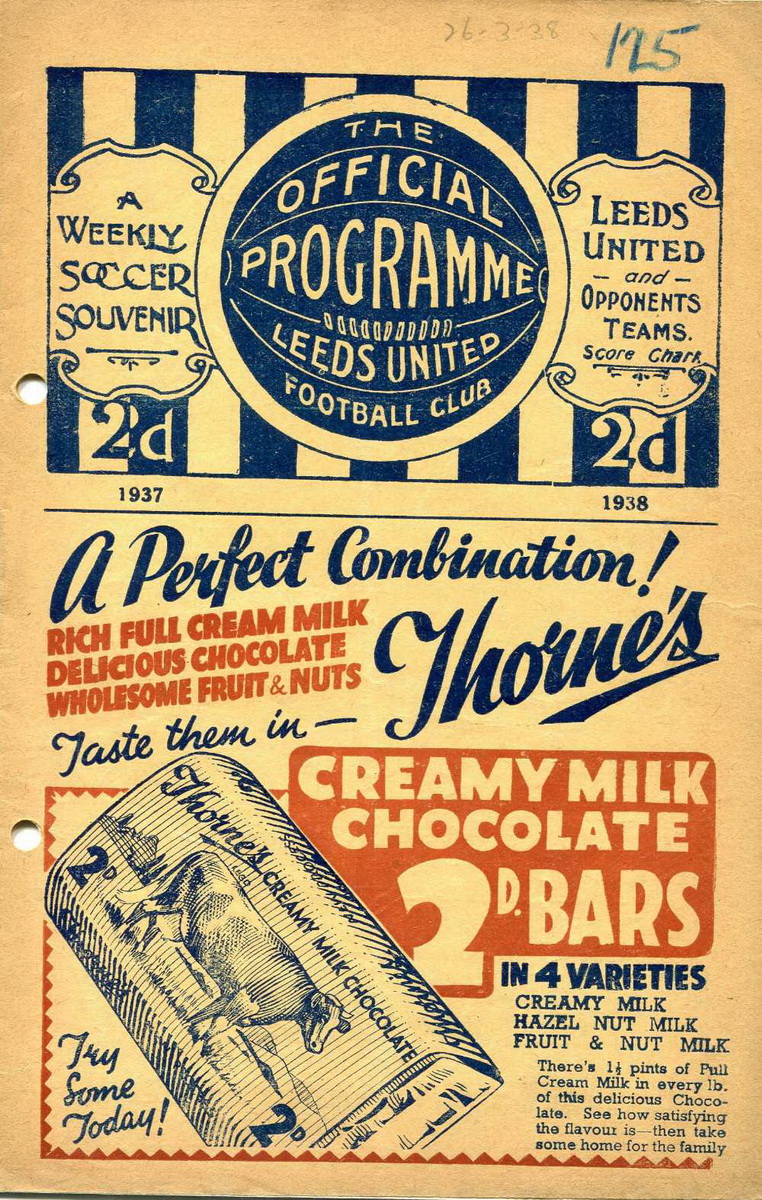 26-3-38
125
THE
OFFICIAL
PROGRAMME
LEEDS UNITED
FOOTBALL CLUB
A
WEEKLY
SOCCER
SOUVENIR
LEEDS
UNITED
- and -
OPPONENTS
TEAMS.
Score Chart
2d
2d
1937
1938
A Perfect Combination!
RICH FULL CREAM MILK
DELICIOUS CHOCOLATE
WHOLESOME FRUIT & NUTS
Thorne's
Taste them in —
CREAMY MILK
CHOCOLATE
2D. BARS
IN 4 VARIETIES
CREAMY MILK
HAZEL NUT MILK
FRUIT & NUT MILK
There's 1½ pints of Full
Cream Milk in every lb.
of this delicious Choco-
late. See how satisfying
the flavour is—then take
some home for the family
Thorne's CREAMY MILK CHOCOLATE
2D
2D
Try
Some
Today!